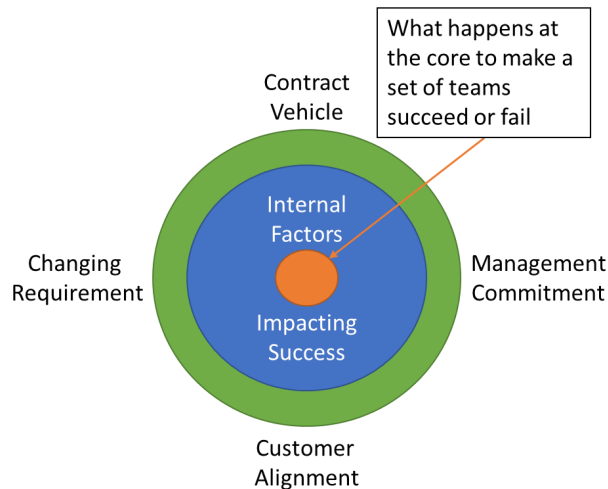 What happens at
the core to make a
set of teams
succeed or fail
Contract
Vehicle
Internal
Factors
Changing
Requirement
Management
Commitment
Impacting
Success
Customer
Alignment